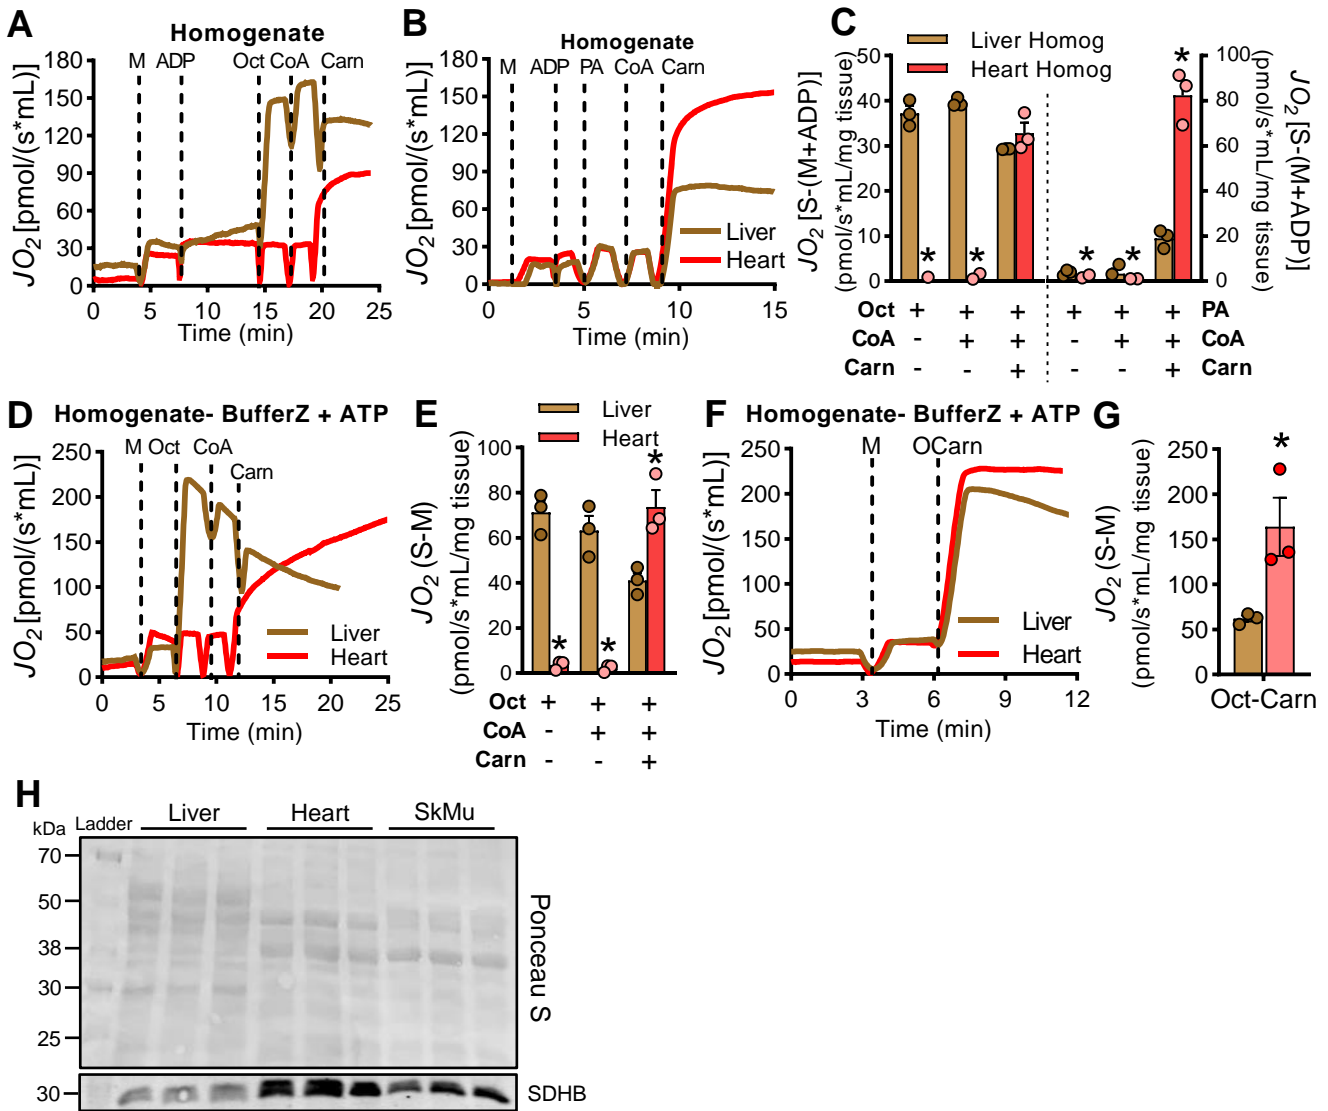 A
Homogenate
M ADP Oct CoA Carn
JO2 [pmol/(s*mL)]
180
150
120
90
60
30
0
0 5 10 15 20 25
Time (min)
B
Homogenate
M ADP PA CoA Carn
JO2 [pmol/(s*mL)]
180
150
120
90
60
30
0
Liver
Heart
0 5 10 15
Time (min)
C
Liver Homog
Heart Homog
JO2 [S-(M+ADP)]
(pmol/s*mL/mg tissue)
50
40
30
20
10
0
* * * * *
100
80
60
40
20
0
JO2 [S-(M+ADP)]
(pmol/s*mL/mg tissue)
Oct + + + + + + PA
CoA - + + - + + CoA
Carn - - + - - + Carn
D
Homogenate- BufferZ + ATP
M Oct CoA Carn
JO2 [pmol/(s*mL)]
250
200
150
100
50
0
Liver
Heart
0 5 10 15 20 25
Time (min)
E
Liver
Heart
JO2 (S-M)
(pmol/s*mL/mg tissue)
100
80
60
40
20
0
* * *
Oct + + +
CoA - + +
Carn - - +
F
Homogenate- BufferZ + ATP
M OCarn
JO2 [pmol/(s*mL)]
250
200
150
100
50
0
Liver
Heart
0 3 6 9 12
Time (min)
G
JO2 (S-M)
(pmol/s*mL/mg tissue)
250
200
150
100
50
0
*
Oct-Carn
H
kDa Ladder Liver Heart SkMu
70
50
38
30
25
Ponceau S
30
SDHB